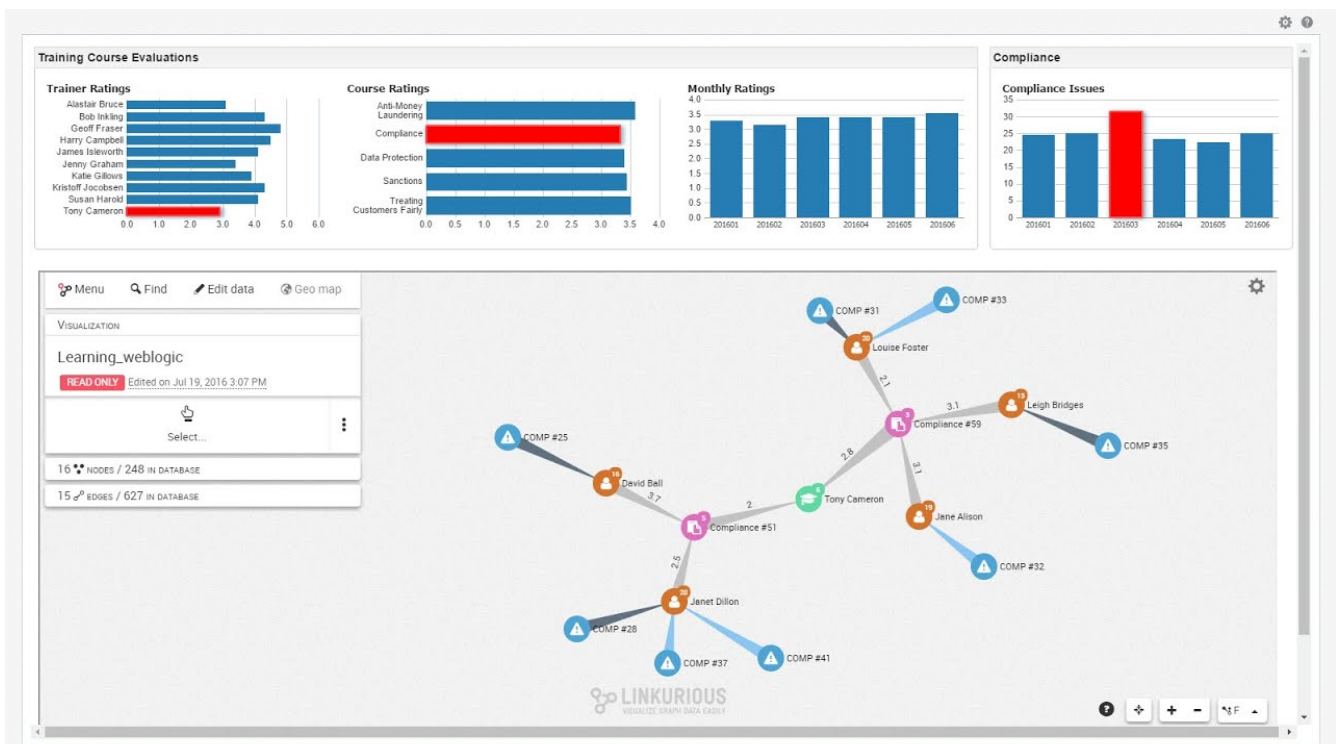 Training Course Evaluations
Compliance
Trainer Ratings
Alastair Bruce
Bob Inkling
Geoff Fraser
Harry Campbell
James Isleworth
Jenny Graham
Katie Gillows
Kristoff Jocobsen
Susan Harold
Tony Cameron
0.0 1.0 2.0 3.0 4.0 5.0 6.0
Course Ratings
Anti-Money
Laundering
Compliance
Data Protection
Sanctions
Treating
Customers Fairly
0.0 0.5 1.0 1.5 2.0 2.5 3.0 3.5 4.0
Monthly Ratings
4.0
3.5
3.0
2.5
2.0
1.5
1.0
0.5
0.0
201601 201602 201603 201604 201605 201606
Compliance Issues
35
30
25
20
15
10
5
0
201601 201602 201603 201604 201605 201606
Menu Find Edit data Geo map
VISUALIZATION
Learning_weblogic
READ ONLY Edited on Jul 19, 2016 3:07 PM
Select...
16 NODES / 248 IN DATABASE
15 EDGES / 627 IN DATABASE
COMP #33
COMP #31
20
Louise Foster
2.1
3.1
15
Leigh Bridges
3
Compliance #59
COMP #25
COMP #35
2.8
3.1
16
David Ball
3.7
6
Tony Cameron
2
19
Jane Alison
5
Compliance #51
2.5
COMP #32
20
Janet Dillon
COMP #28
COMP #37
COMP #41
LINKURIOUS
VISUALIZE GRAPH DATA EASILY
? + - F